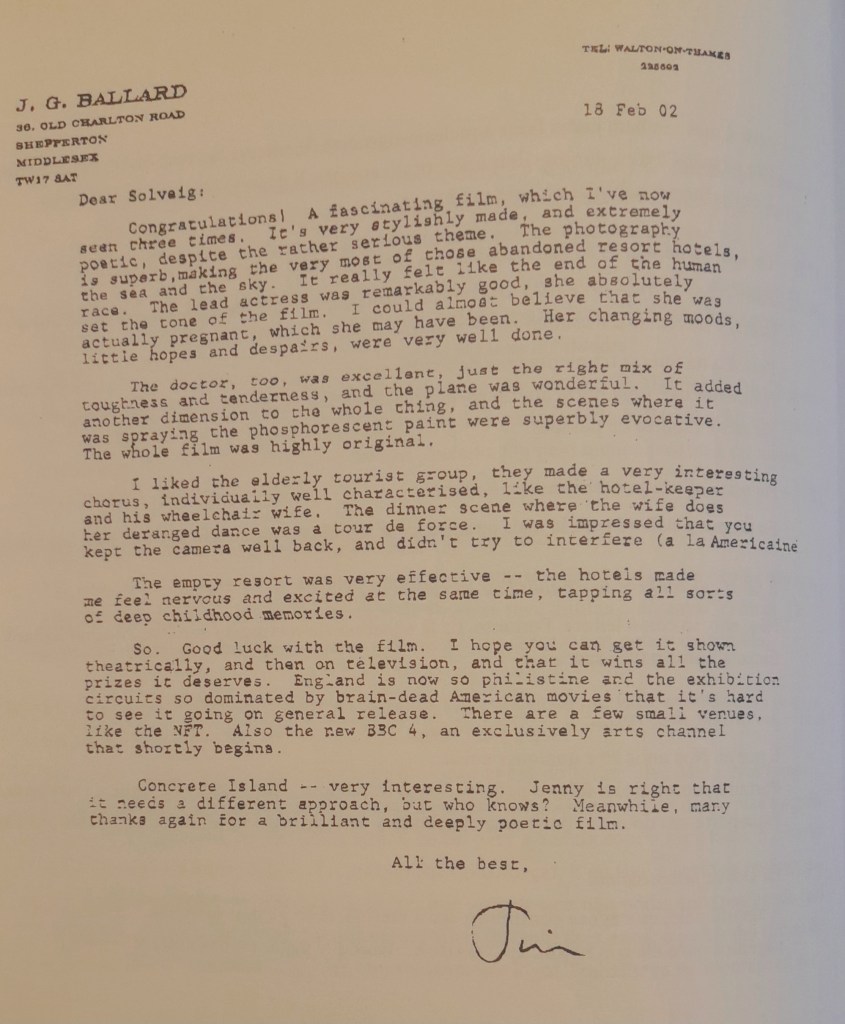 TEL: WALTON-ON-THAMES
225692
J. G. BALLARD
36, OLD CHARLTON ROAD
SHEPPERTON
MIDDLESEX
TW17 8AT
18 Feb 02
Dear Solveig:
Congratulations! A fascinating film, which I've now
seen three times. It's very stylishly made, and extremely
poetic, despite the rather serious theme. The photography
is superb, making the very most of those abandoned resort hotels,
the sea and the sky. It really felt like the end of the human
race. The lead actress was remarkably good, she absolutely
set the tone of the film. I could almost believe that she was
actually pregnant, which she may have been. Her changing moods,
little hopes and despairs, were very well done.
The doctor, too, was excellent, just the right mix of
toughness and tenderness, and the plane was wonderful. It added
another dimension to the whole thing, and the scenes where it
was spraying the phosphorescent paint were superbly evocative.
The whole film was highly original.
I liked the elderly tourist group, they made a very interesting
chorus, individually well characterised, like the hotel-keeper
and his wheelchair wife. The dinner scene where the wife does
her deranged dance was a tour de force. I was impressed that you
kept the camera well back, and didn't try to interfere (a la Americaine
The empty resort was very effective -- the hotels made
me feel nervous and excited at the same time, tapping all sorts
of deep childhood memories.
So. Good luck with the film. I hope you can get it shown
theatrically, and then on television, and that it wins all the
prizes it deserves. England is now so philistine and the exhibition
circuits so dominated by brain-dead American movies that it's hard
to see it going on general release. There are a few small venues,
like the NFT. Also the new BBC 4, an exclusively arts channel
that shortly begins.
Concrete Island -- very interesting. Jenny is right that
it needs a different approach, but who knows? Meanwhile, many
thanks again for a brilliant and deeply poetic film.
All the best,
Jim